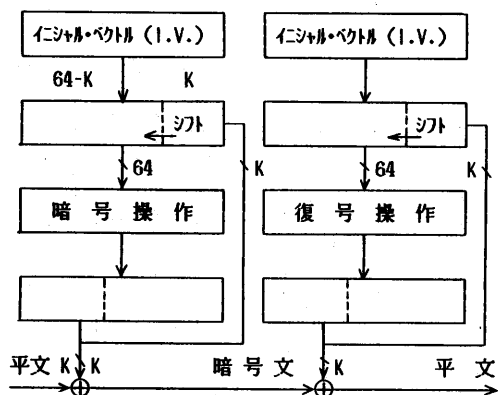 イニシャル・ベクトル (I.V.)
イニシャル・ベクトル (I.V.)
64-K K
シフト
シフト
64 K
64 K
暗号操作
復号操作
平文 K K 暗号文 K 平文